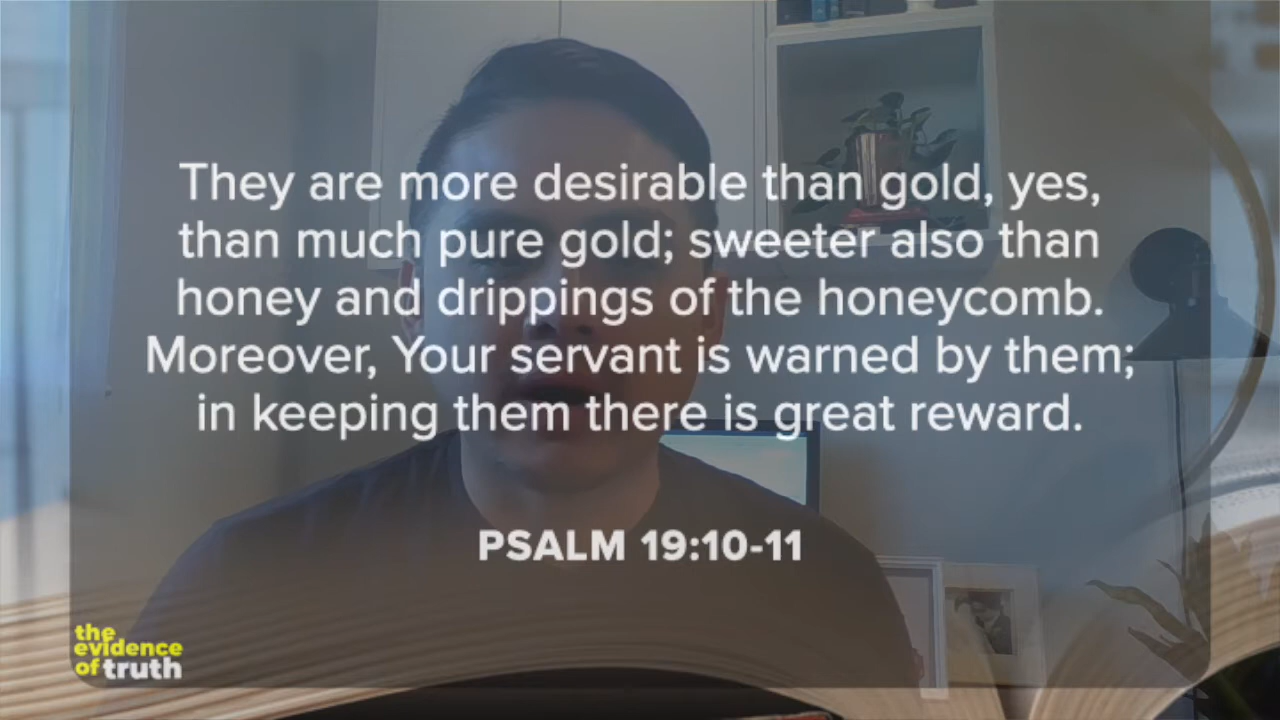 They are more desirable than gold, yes,
than much pure gold; sweeter also than
honey and drippings of the honeycomb.
Moreover, Your servant is warned by them;
in keeping them there is great reward.
PSALM 19:10-11
the
evidence
of truth